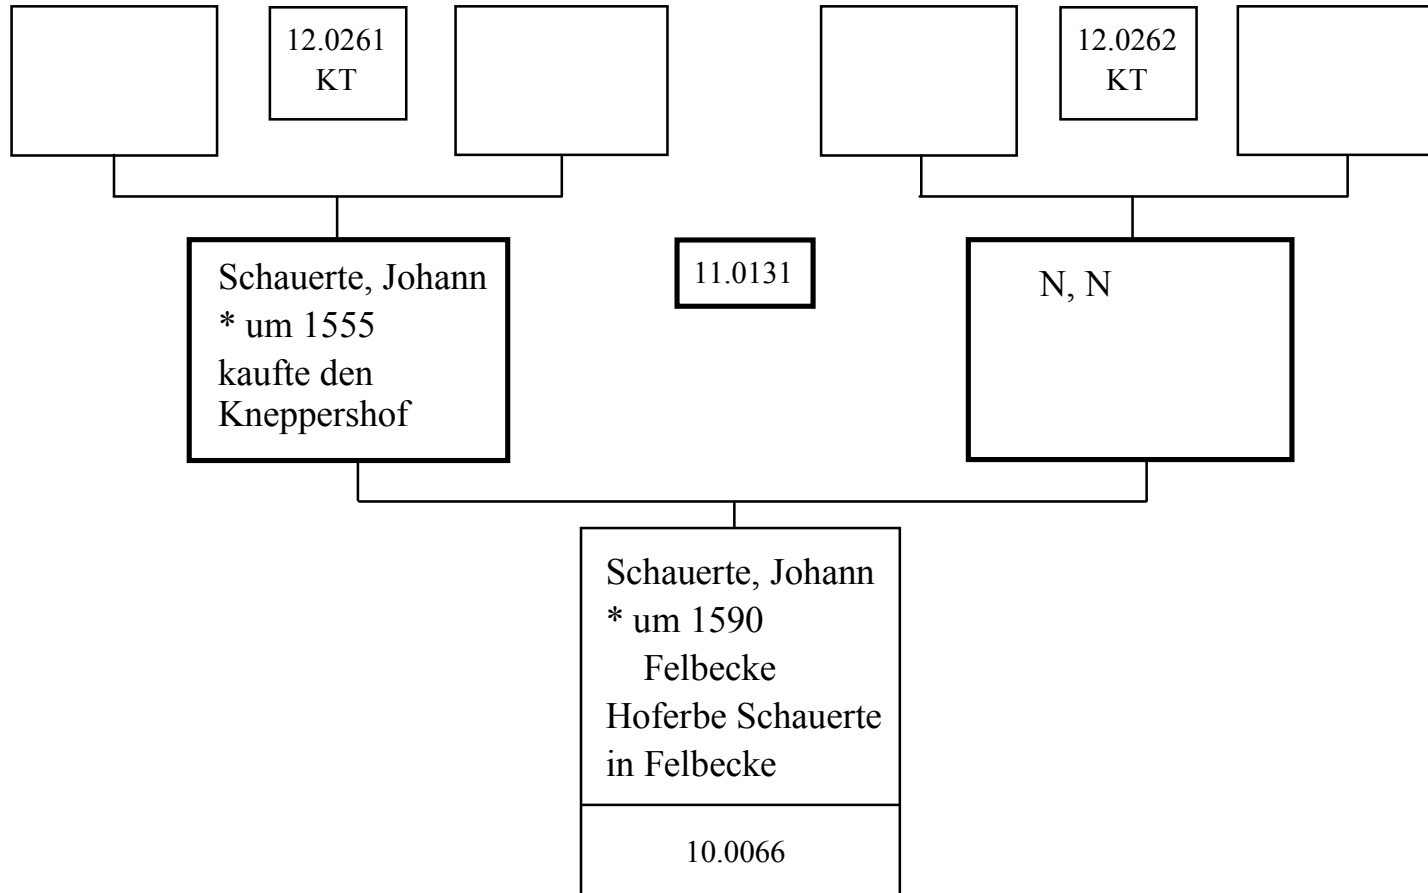 12.0261
KT
12.0262
KT
Schauerte, Johann
* um 1555
kaufte den
Kneppershof
11.0131
N, N
Schauerte, Johann
* um 1590
Felbecke
Hoferbe Schauerte
in Felbecke
10.0066